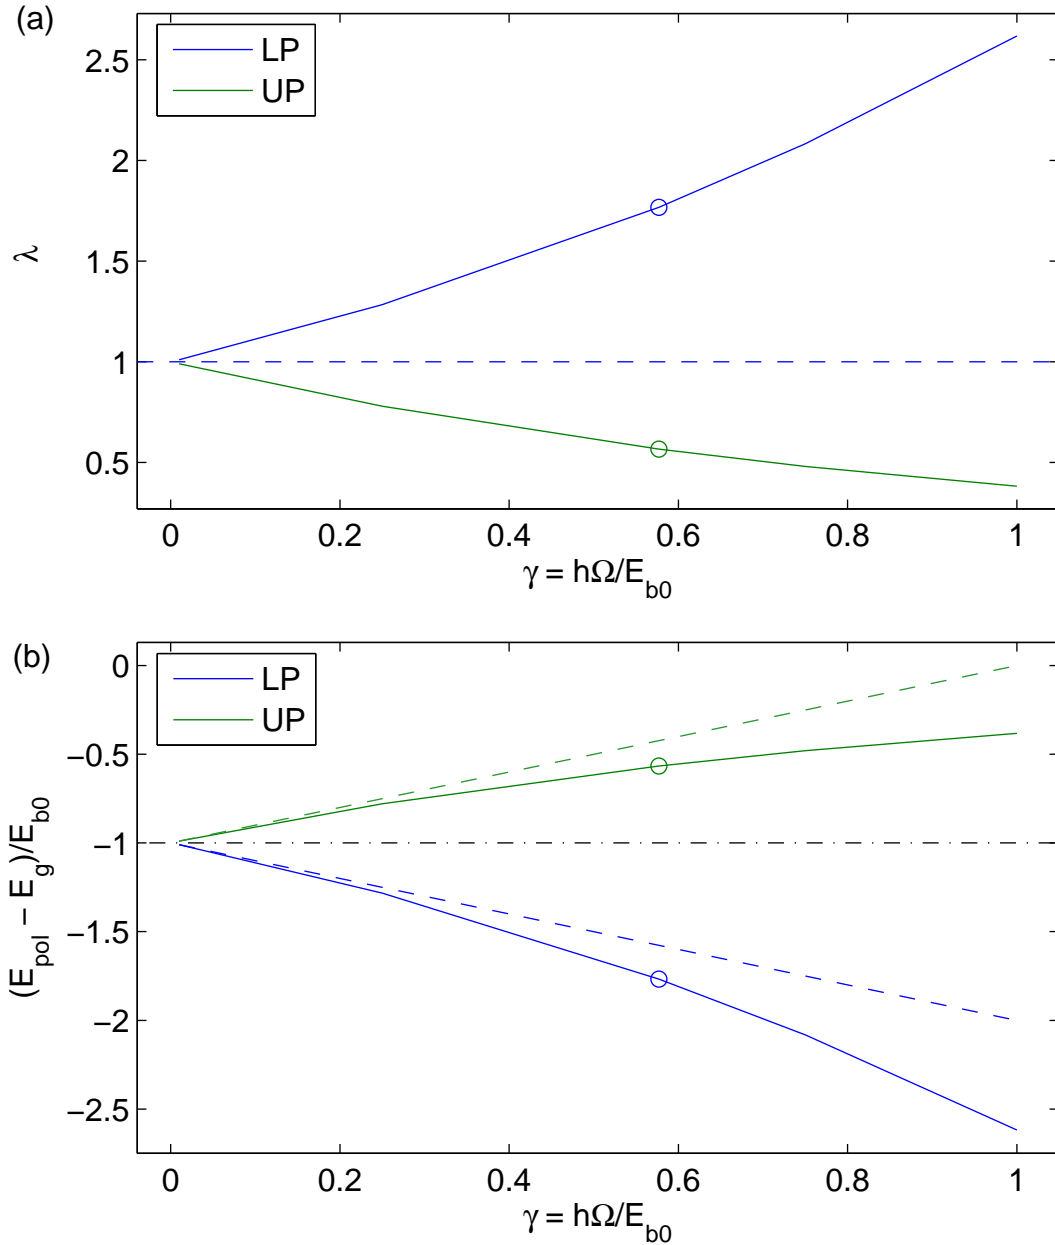 (a)
LP
UP
2.5
2
1.5
1
0.5
λ
0 0.2 0.4 0.6 0.8 1
γ = hΩ/E_b0
(b)
LP
UP
0
−0.5
−1
−1.5
−2
−2.5
(E_pol − E_g)/E_b0
0 0.2 0.4 0.6 0.8 1
γ = hΩ/E_b0